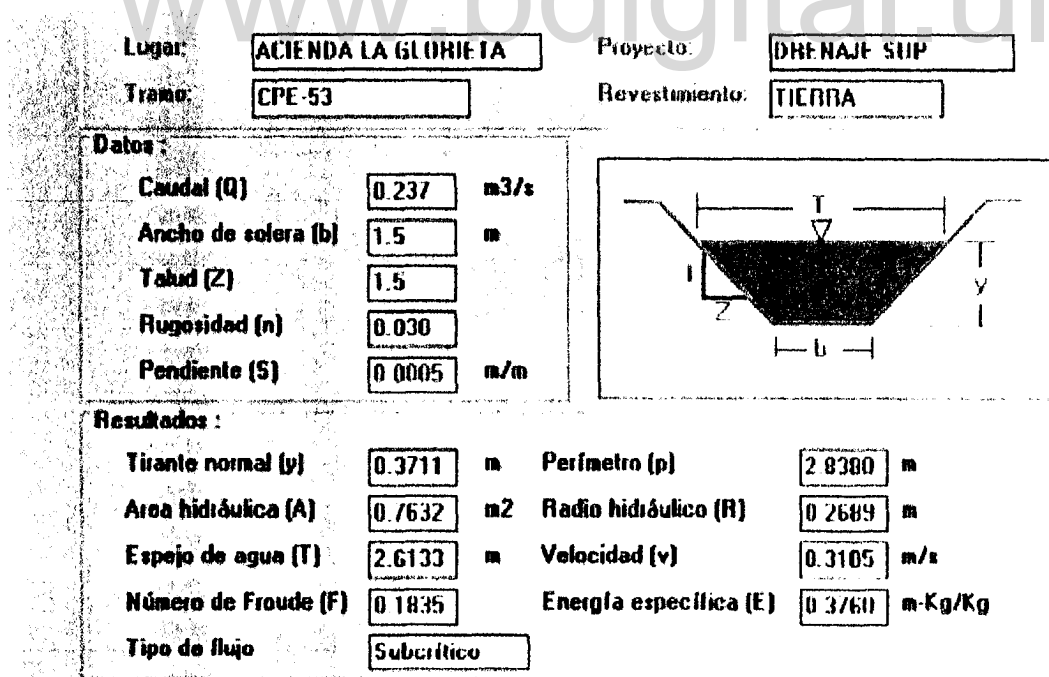 www.bdigital.u
Lugar: ACIENDA LA GLORIETA Proyecto: DRENAJE SUP
Tramo: CPE-53 Revestimiento: TIERRA
Datos :
Caudal (Q) 0.237 m3/s
Ancho de solera (b) 1.5 m
Talud (Z) 1.5
Rugosidad (n) 0.030
Pendiente (S) 0.0005 m/m
T
1
Z
y
b
Resultados :
Tirante normal (y) 0.3711 m Perímetro (p) 2.8380 m
Area hidráulica (A) 0.7632 m2 Radio hidráulico (R) 0.2689 m
Espejo de agua (T) 2.6133 m Velocidad (v) 0.3105 m/s
Número de Froude (F) 0.1835 Energía específica (E) 0.3760 m-Kg/Kg
Tipo de flujo Subcrítico